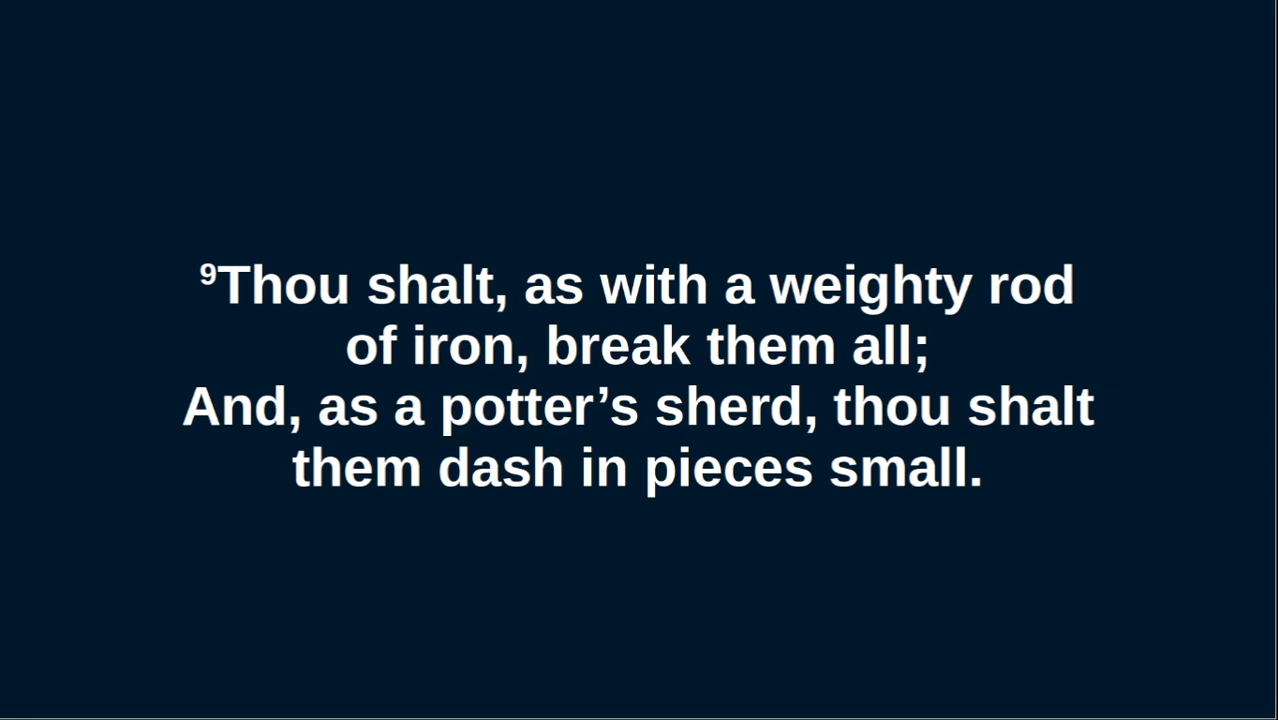 ⁹Thou shalt, as with a weighty rod
of iron, break them all;
And, as a potter’s sherd, thou shalt
them dash in pieces small.